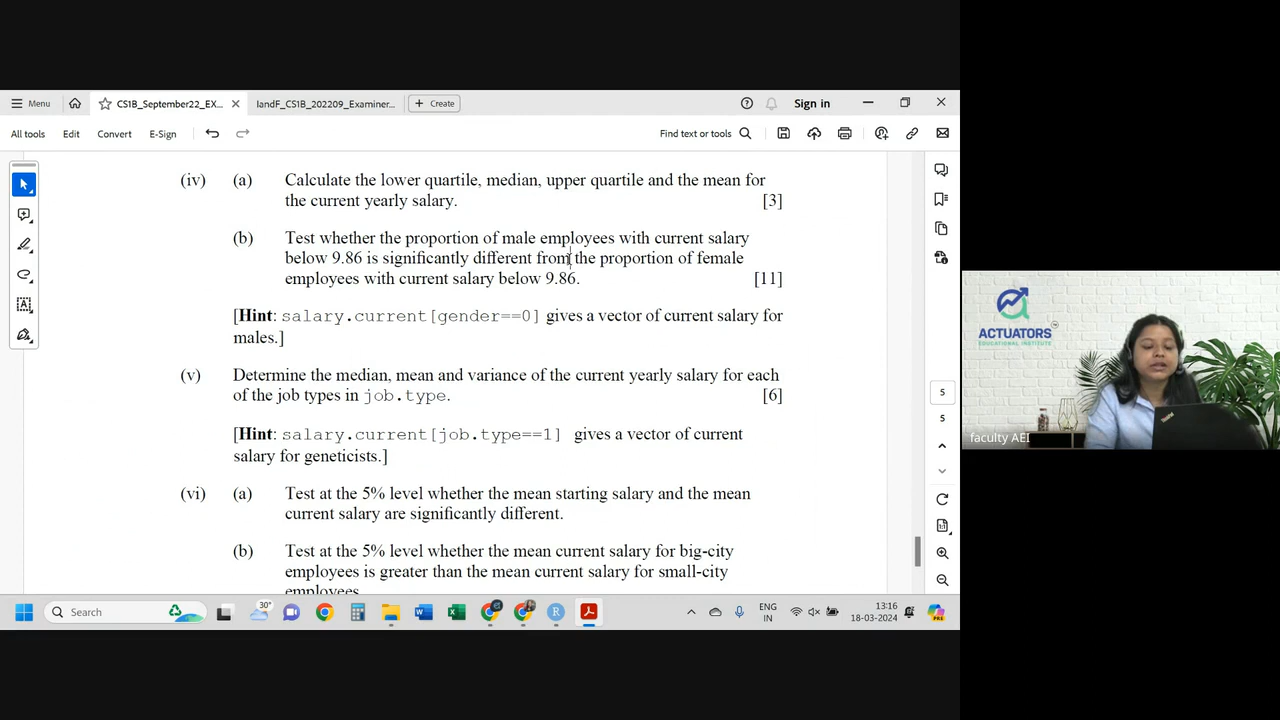 Menu
CS1B_September22_EX...
IandF_CS1B_202209_Examiner...
Create
Sign in
All tools
Edit
Convert
E-Sign
Find text or tools
(iv) (a) Calculate the lower quartile, median, upper quartile and the mean for
the current yearly salary. [3]
(b) Test whether the proportion of male employees with current salary
below 9.86 is significantly different from the proportion of female
employees with current salary below 9.86. [11]
[Hint: salary.current[gender==0] gives a vector of current salary for
males.]
(v) Determine the median, mean and variance of the current yearly salary for each
of the job types in job.type. [6]
[Hint: salary.current[job.type==1] gives a vector of current
salary for geneticists.]
(vi) (a) Test at the 5% level whether the mean starting salary and the mean
current salary are significantly different.
(b) Test at the 5% level whether the mean current salary for big-city
employees is greater than the mean current salary for small-city
employees.
5
5
Search
30°
ENG
IN
13:16
18-03-2024
ACTUATORS
EDUCATIONAL INSTITUTE
faculty AEI